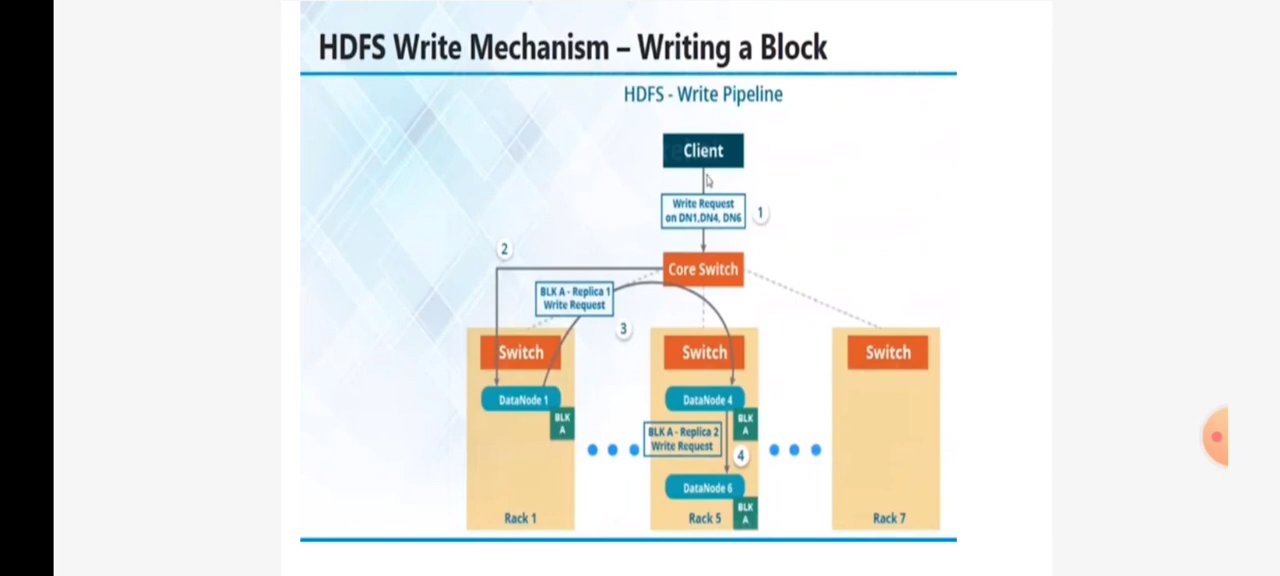 HDFS Write Mechanism – Writing a Block
HDFS - Write Pipeline
Client
Write Request
on DN1,DN4, DN6
1
2
Core Switch
BLK A - Replica 1
Write Request
3
Switch
Switch
Switch
DataNode 1
BLK
A
DataNode 4
BLK
A
BLK A - Replica 2
Write Request
4
DataNode 6
BLK
A
Rack 1
Rack 5
Rack 7